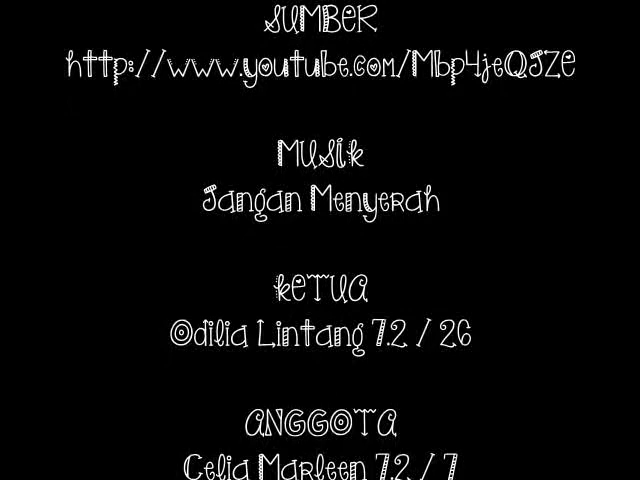 SUMBER
http://www.youtube.com/Mbp4jeQJZE
MUSIK
Jangan Menyerah
KETUA
Odilia Lintang 7.2 / 26
ANGGOTA
Celia Marleen 7.2 / 7